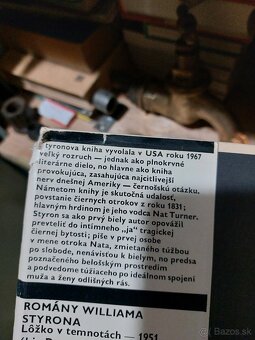 Styronova kniha vyvolala v USA roku 1967
veľký rozruch — jednak ako plnokrvné
literárne dielo, no hlavne ako kniha
provokujúca, zasahujúca najcitlivejší
nerv dnešnej Ameriky — černošskú otázku.
Námetom knihy je skutočná udalosť,
povstanie čiernych otrokov z roku 1831;
hlavným hrdinom je jeho vodca Nat Turner.
Styron sa ako prvý biely autor opovážil
prevteliť do intímneho „ja" tragickej
čiernej bytosti; píše v prvej osobe
v mene otroka Nata, zmietaného túžbou
po slobode, nenávisťou k bielym, no predsa
poznačeného belošským prostredím
a podvedome túžiaceho po ideálnom spojení
muža a ženy odlišných rás.
ROMÁNY WILLIAMA
STYRONA
Lôžko v temnotách — 1951
bazar.sk